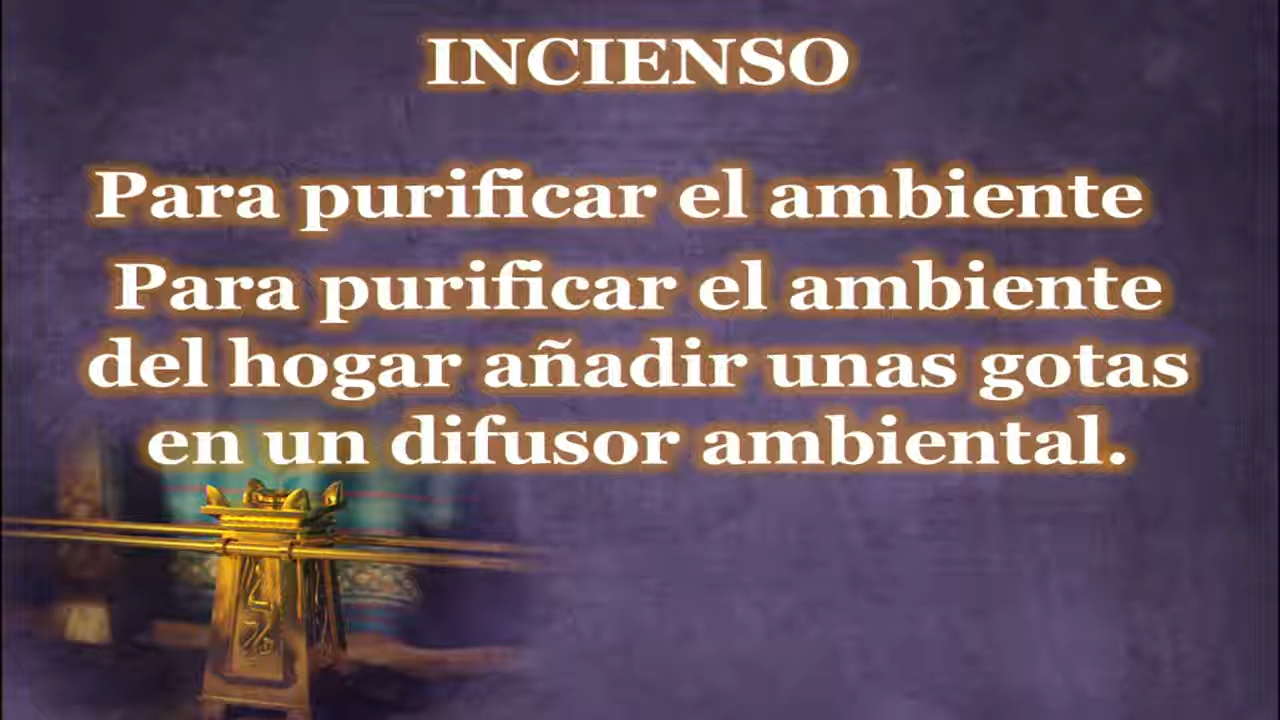 INCIENSO
Para purificar el ambiente
Para purificar el ambiente
del hogar añadir unas gotas
en un difusor ambiental.